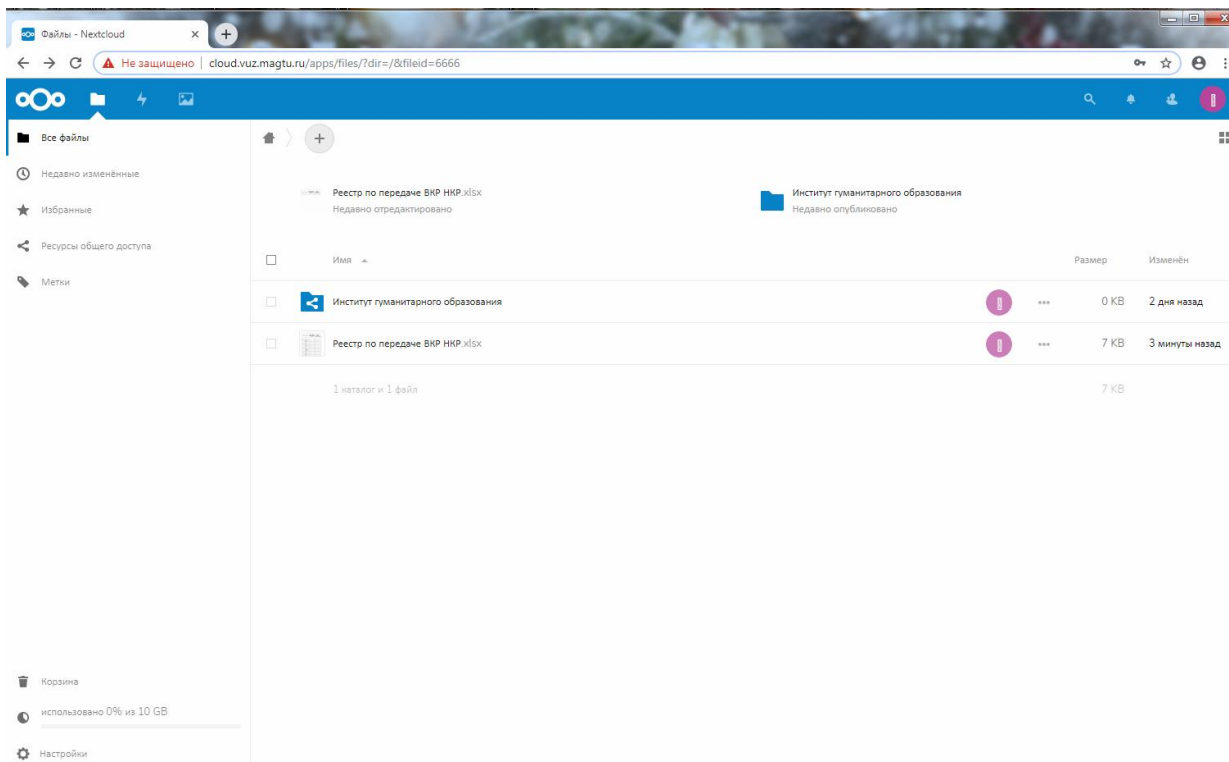 Файлы - Nextcloud
Не защищено | cloud.vuz.magtu.ru/apps/files/?dir=/&fileid=6666
Все файлы
Недавно изменённые
Избранные
Ресурсы общего доступа
Метки
Реестр по передаче ВКР НКР.xlsx
Недавно отредактировано
Институт гуманитарного образования
Недавно опубликовано
Имя Размер Изменён
Институт гуманитарного образования 0 KB 2 дня назад
Реестр по передаче ВКР НКР.xlsx 7 KB 3 минуты назад
1 каталог и 1 файл 7 KB
Корзина
использовано 0% из 10 GB
Настройки